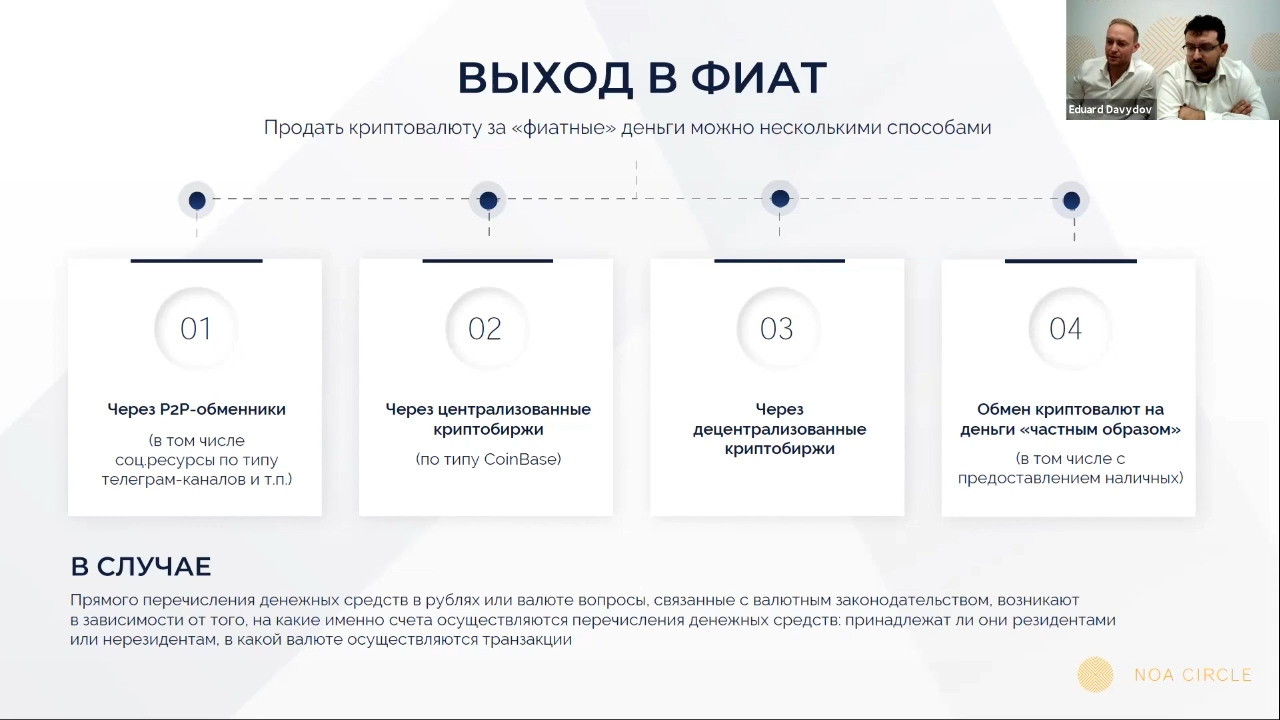 ВЫХОД В ФИАТ
Продать криптовалюту за «фиатные» деньги можно несколькими способами
Eduard Davydov
01
Через P2P-обменники
(в том числе
соц.ресурсы по типу
телеграм-каналов и т.п.)
02
Через централизованные
криптобиржи
(по типу CoinBase)
03
Через
децентрализованные
криптобиржи
04
Обмен криптовалют на
деньги «частным образом»
(в том числе с
предоставлением наличных)
В СЛУЧАЕ
Прямого перечисления денежных средств в рублях или валюте вопросы, связанные с валютным законодательством, возникают
в зависимости от того, на какие именно счета осуществляются перечисления денежных средств: принадлежат ли они резидентами
или нерезидентам, в какой валюте осуществляются транзакции
NOA CIRCLE